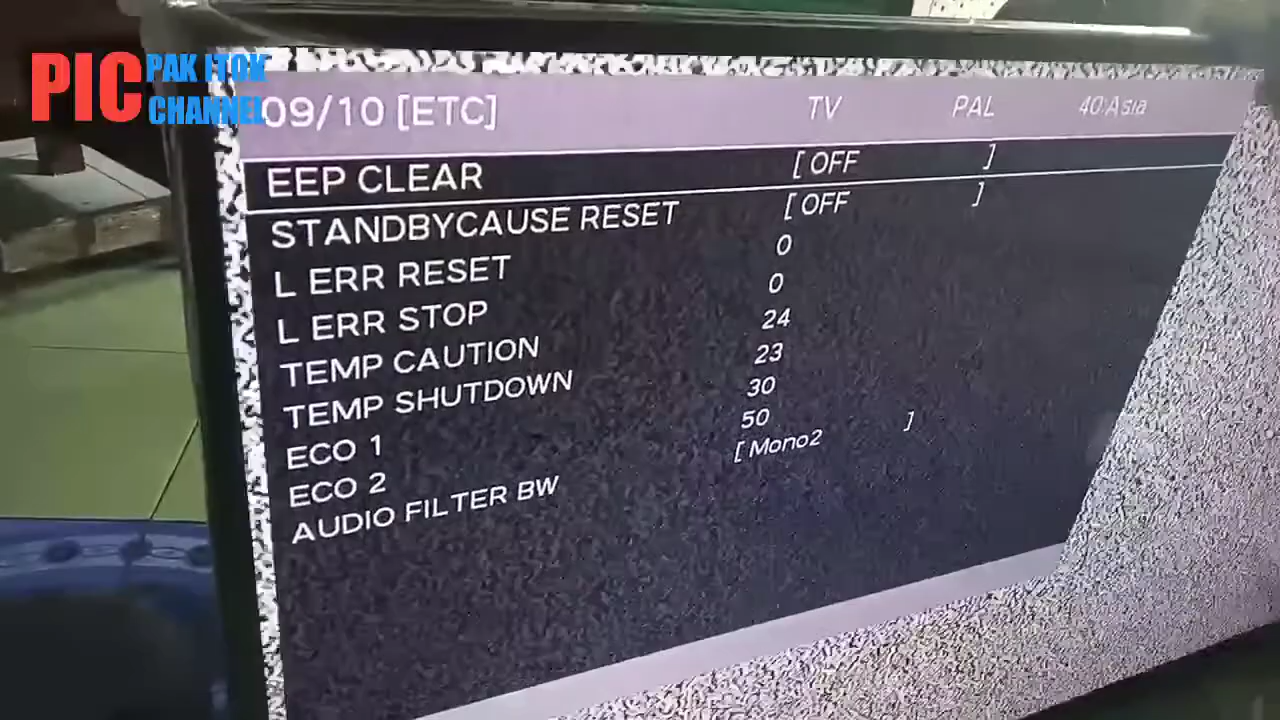 PIC PAK ITOK
CHANNEL
09/10 [ETC] TV PAL 40:Asia
EEP CLEAR [ OFF ]
STANDBYCAUSE RESET [ OFF ]
L ERR RESET 0
L ERR STOP 0
TEMP CAUTION 24
TEMP SHUTDOWN 23
ECO 1 30
ECO 2 50
AUDIO FILTER BW [ Mono2 ]